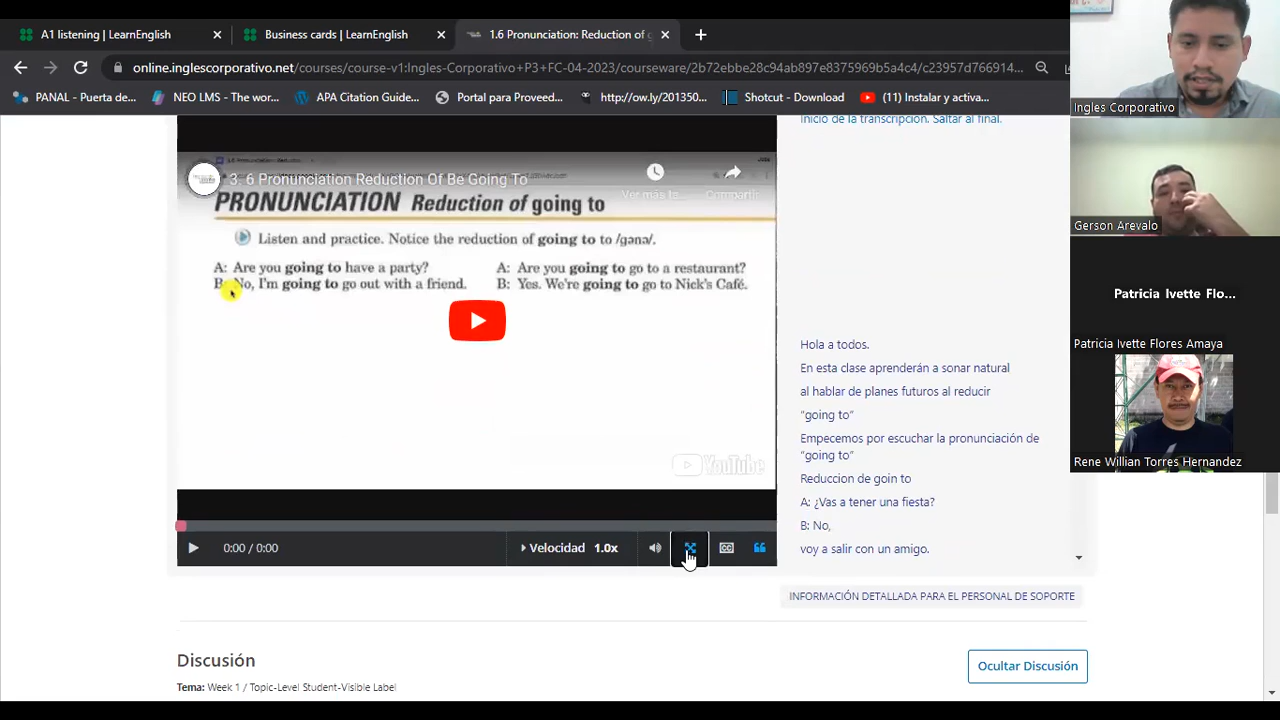 A1 listening | LearnEnglish
Business cards | LearnEnglish
1.6 Pronunciation: Reduction of g
online.inglescorporativo.net/courses/course-v1:Ingles-Corporativo+P3+FC-04-2023/courseware/2b72ebbe28c94ab897e8375969b5a4c4/c23957d766914...
PANAL - Puerta de...
NEO LMS - The wor...
APA Citation Guide...
Portal para Proveed...
http://ow.ly/201350...
Shotcut - Download
(11) Instalar y activa...
Ingles Corporativo
Gerson Arevalo
Patricia Ivette Flo...
Patricia Ivette Flores Amaya
Rene Willian Torres Hernandez
3. 6 Pronunciation Reduction Of Be Going To
Ver más ta...
Compartir
PRONUNCIATION Reduction of going to
Listen and practice. Notice the reduction of going to to /gənə/.
A: Are you going to have a party?
B: No, I'm going to go out with a friend.
A: Are you going to go to a restaurant?
B: Yes. We're going to go to Nick's Café.
YouTube
0:00 / 0:00
Velocidad 1.0x
Inicio de la transcripción. Saltar al final.
Hola a todos.
En esta clase aprenderán a sonar natural
al hablar de planes futuros al reducir
“going to”
Empecemos por escuchar la pronunciación de
“going to”
Reduccion de goin to
A: ¿Vas a tener una fiesta?
B: No,
voy a salir con un amigo.
INFORMACIÓN DETALLADA PARA EL PERSONAL DE SOPORTE
Discusión
Ocultar Discusión
Tema: Week 1 / Topic-Level Student-Visible Label